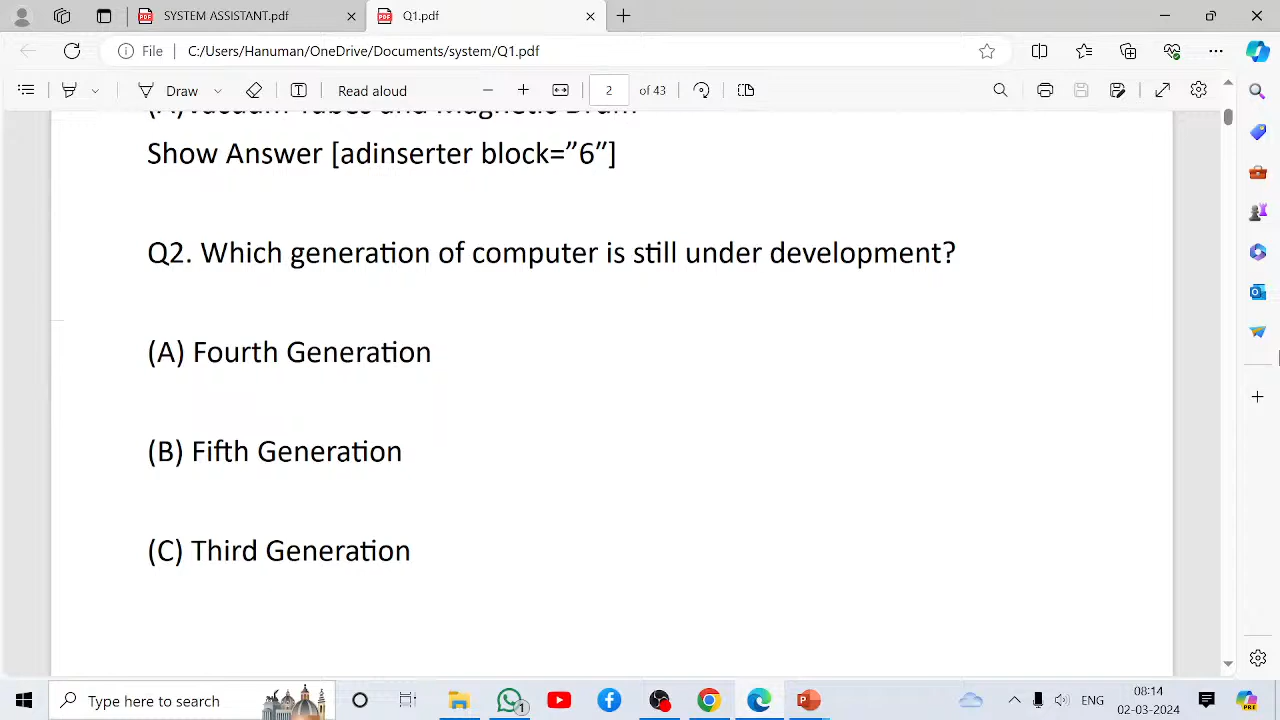 SYSTEM ASSISTANT.pdf
Q1.pdf
File
C:/Users/Hanuman/OneDrive/Documents/system/Q1.pdf
Draw
Read aloud
2
of 43
Show Answer [adinserter block=”6”]
Q2. Which generation of computer is still under development?
(A) Fourth Generation
(B) Fifth Generation
(C) Third Generation
Type here to search
1
ENG
08:14
02-03-2024